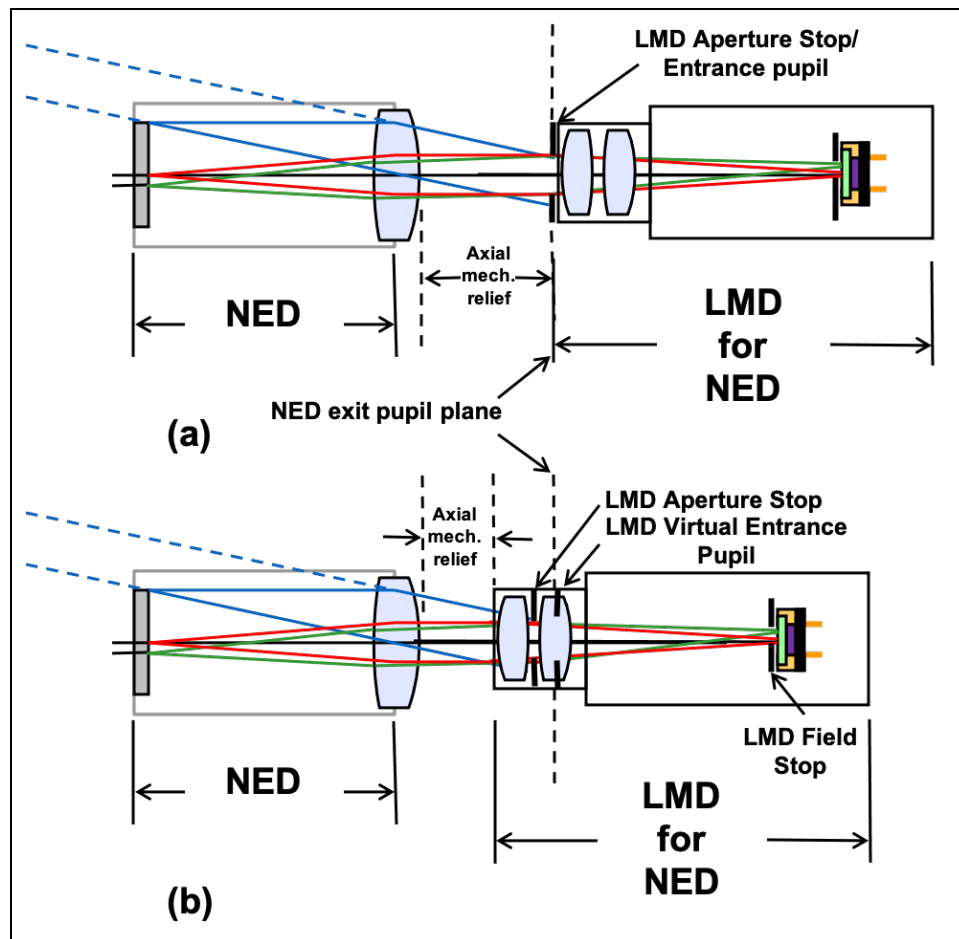 LMD Aperture Stop/
Entrance pupil
Axial
mech.
relief
NED
LMD
for
NED
NED exit pupil plane
(a)
LMD Aperture Stop
LMD Virtual Entrance
Pupil
Axial
mech.
relief
LMD Field
Stop
NED
LMD
for
NED
(b)